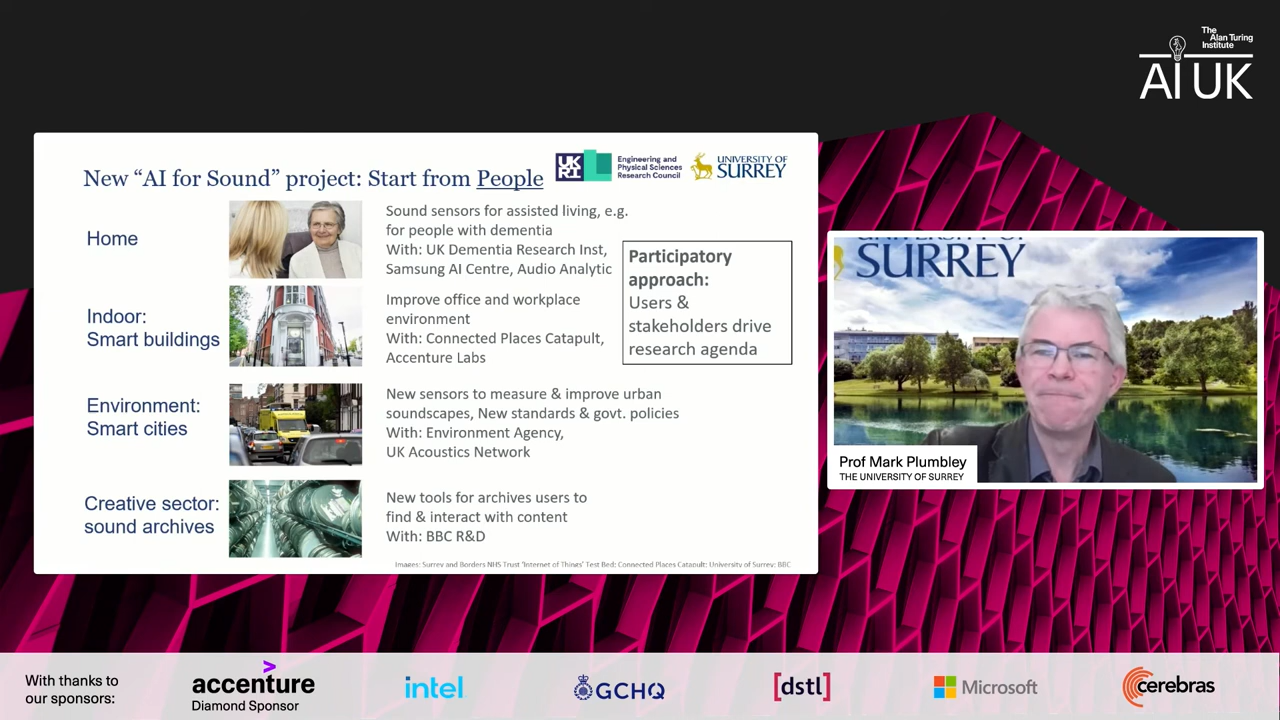 The
Alan Turing
Institute
AI UK
New “AI for Sound” project: Start from People
UK
RI
Engineering and
Physical Sciences
Research Council
UNIVERSITY OF
SURREY
Home
Sound sensors for assisted living, e.g.
for people with dementia
With: UK Dementia Research Inst,
Samsung AI Centre, Audio Analytic
Participatory
approach:
Users &
stakeholders drive
research agenda
Indoor:
Smart buildings
Improve office and workplace
environment
With: Connected Places Catapult,
Accenture Labs
Environment:
Smart cities
New sensors to measure & improve urban
soundscapes, New standards & govt. policies
With: Environment Agency,
UK Acoustics Network
Creative sector:
sound archives
New tools for archives users to
find & interact with content
With: BBC R&D
Images: Surrey and Borders NHS Trust 'Internet of Things' Test Bed; Connected Places Catapult; University of Surrey; BBC
UNIVERSITY OF
SURREY
Prof Mark Plumbley
THE UNIVERSITY OF SURREY
With thanks to
our sponsors:
accenture
Diamond Sponsor
intel
GCHQ
[dstl]
Microsoft
cerebras